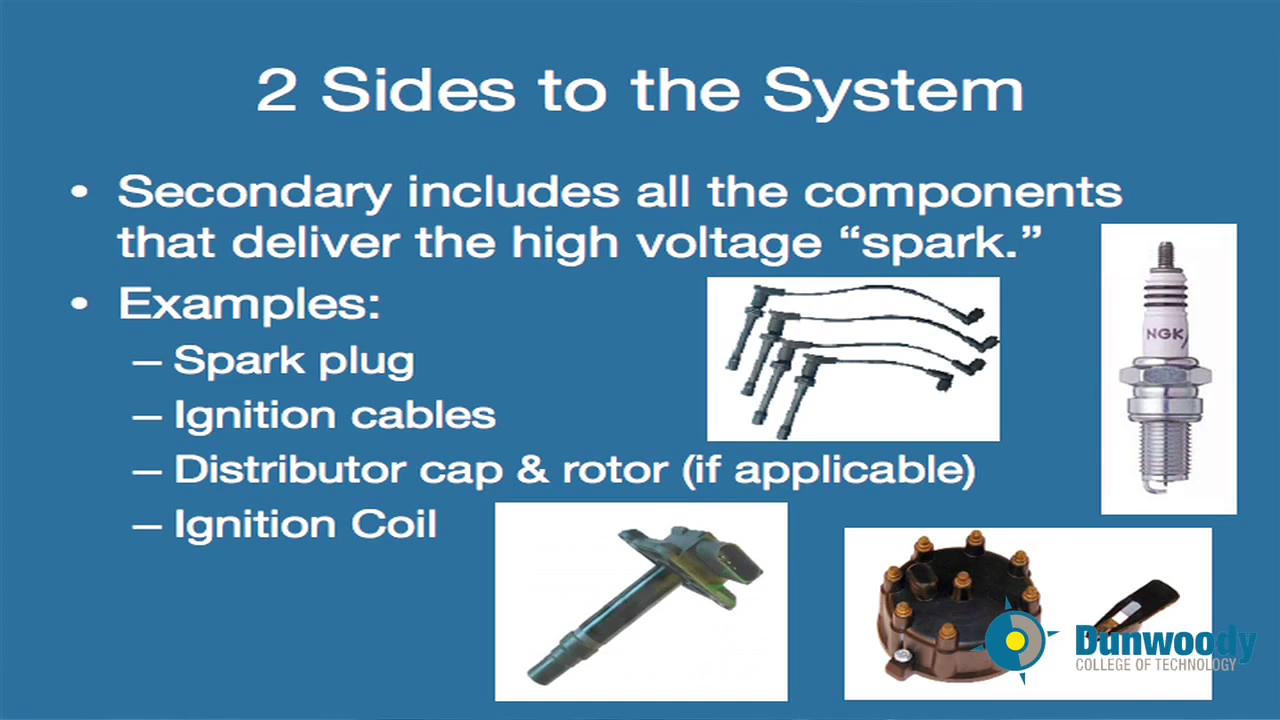 2 Sides to the System
• Secondary includes all the components
that deliver the high voltage “spark.”
• Examples:
– Spark plug
– Ignition cables
– Distributor cap & rotor (if applicable)
– Ignition Coil
NGK
Dunwoody
COLLEGE OF TECHNOLOGY